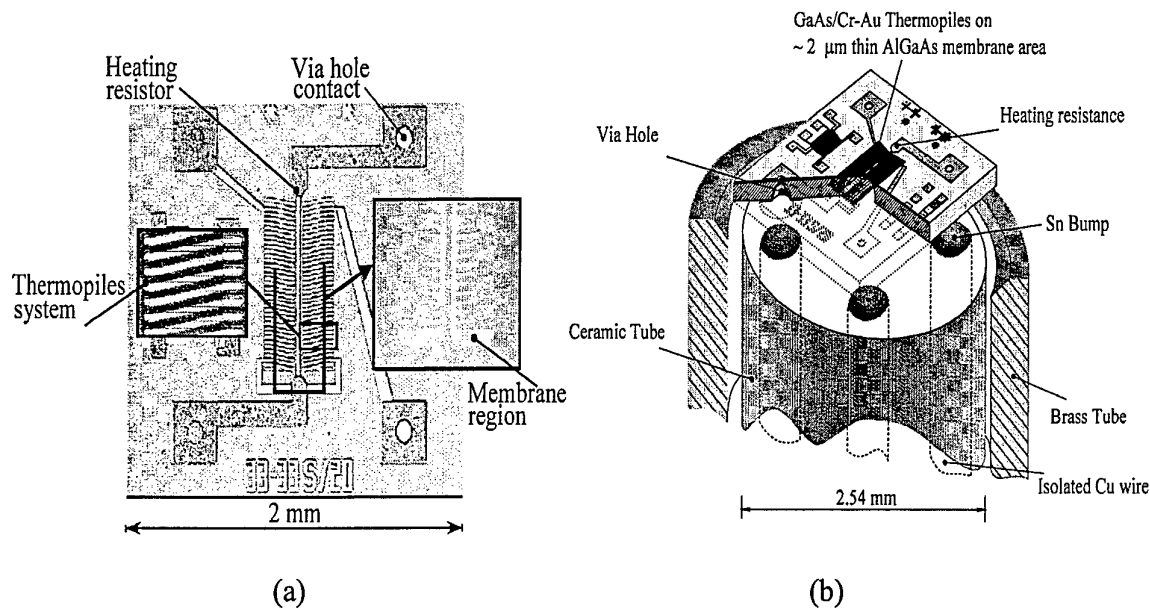 Heating
resistor
Via hole
contact
Thermopiles
system
Membrane
region
2 mm
(a)
GaAs/Cr-Au Thermopiles on
~ 2 μm thin AlGaAs membrane area
Via Hole
Heating resistance
Sn Bump
Ceramic Tube
Brass Tube
Isolated Cu wire
2.54 mm
(b)